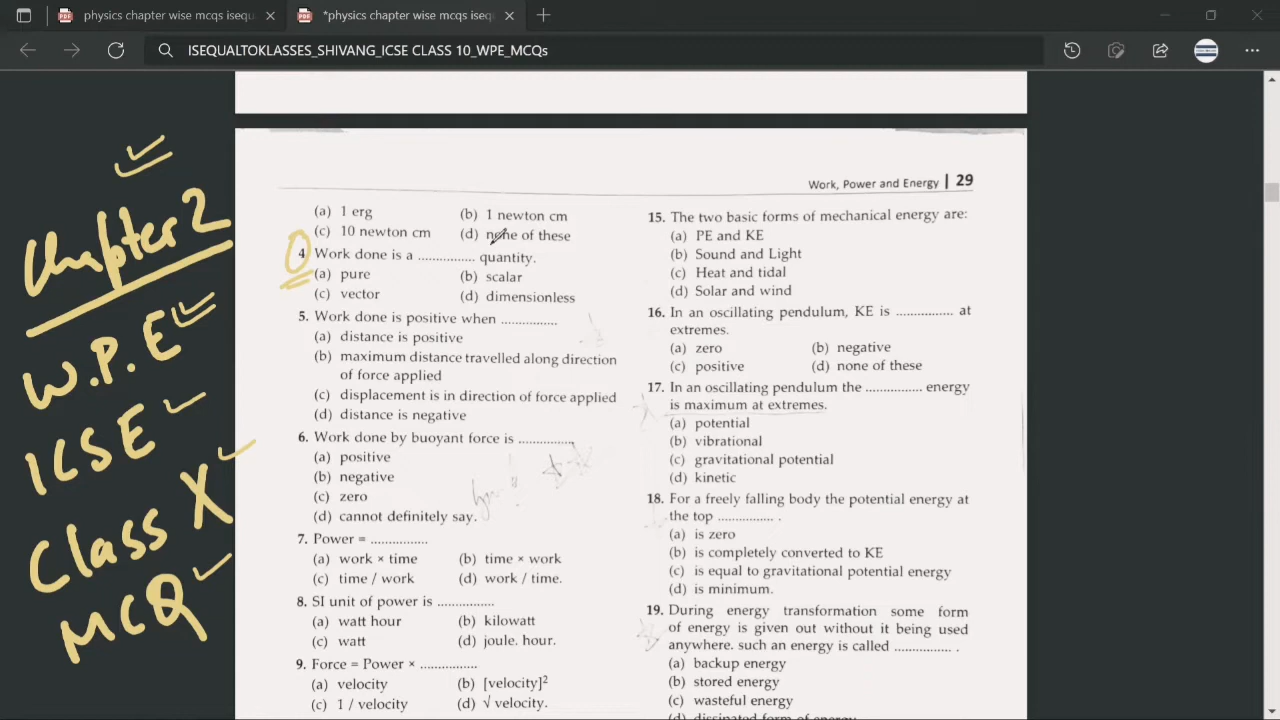 physics chapter wise mcqs isequ
*physics chapter wise mcqs iseq
ISEQUALTOKLASSES_SHIVANG_ICSE CLASS 10_WPE_MCQs
Chapter 2
W.P.E
ICSE
Class X
MCQ
Work, Power and Energy | 29
(a) 1 erg (b) 1 newton cm
(c) 10 newton cm (d) none of these
4 Work done is a .............. quantity.
(a) pure (b) scalar
(c) vector (d) dimensionless
5. Work done is positive when ..............
(a) distance is positive
(b) maximum distance travelled along direction
of force applied
(c) displacement is in direction of force applied
(d) distance is negative
6. Work done by buoyant force is ..............
(a) positive
(b) negative
(c) zero
(d) cannot definitely say.
7. Power = ..............
(a) work × time (b) time × work
(c) time / work (d) work / time.
8. SI unit of power is ..............
(a) watt hour (b) kilowatt
(c) watt (d) joule. hour.
9. Force = Power × ..............
(a) velocity (b) [velocity]²
(c) 1 / velocity (d) √ velocity.
15. The two basic forms of mechanical energy are:
(a) PE and KE
(b) Sound and Light
(c) Heat and tidal
(d) Solar and wind
16. In an oscillating pendulum, KE is .............. at
extremes.
(a) zero (b) negative
(c) positive (d) none of these
17. In an oscillating pendulum the .............. energy
is maximum at extremes.
(a) potential
(b) vibrational
(c) gravitational potential
(d) kinetic
18. For a freely falling body the potential energy at
the top .............. .
(a) is zero
(b) is completely converted to KE
(c) is equal to gravitational potential energy
(d) is minimum.
19. During energy transformation some form
of energy is given out without it being used
anywhere. such an energy is called .............. .
(a) backup energy
(b) stored energy
(c) wasteful energy
(d) dissipated form of energy